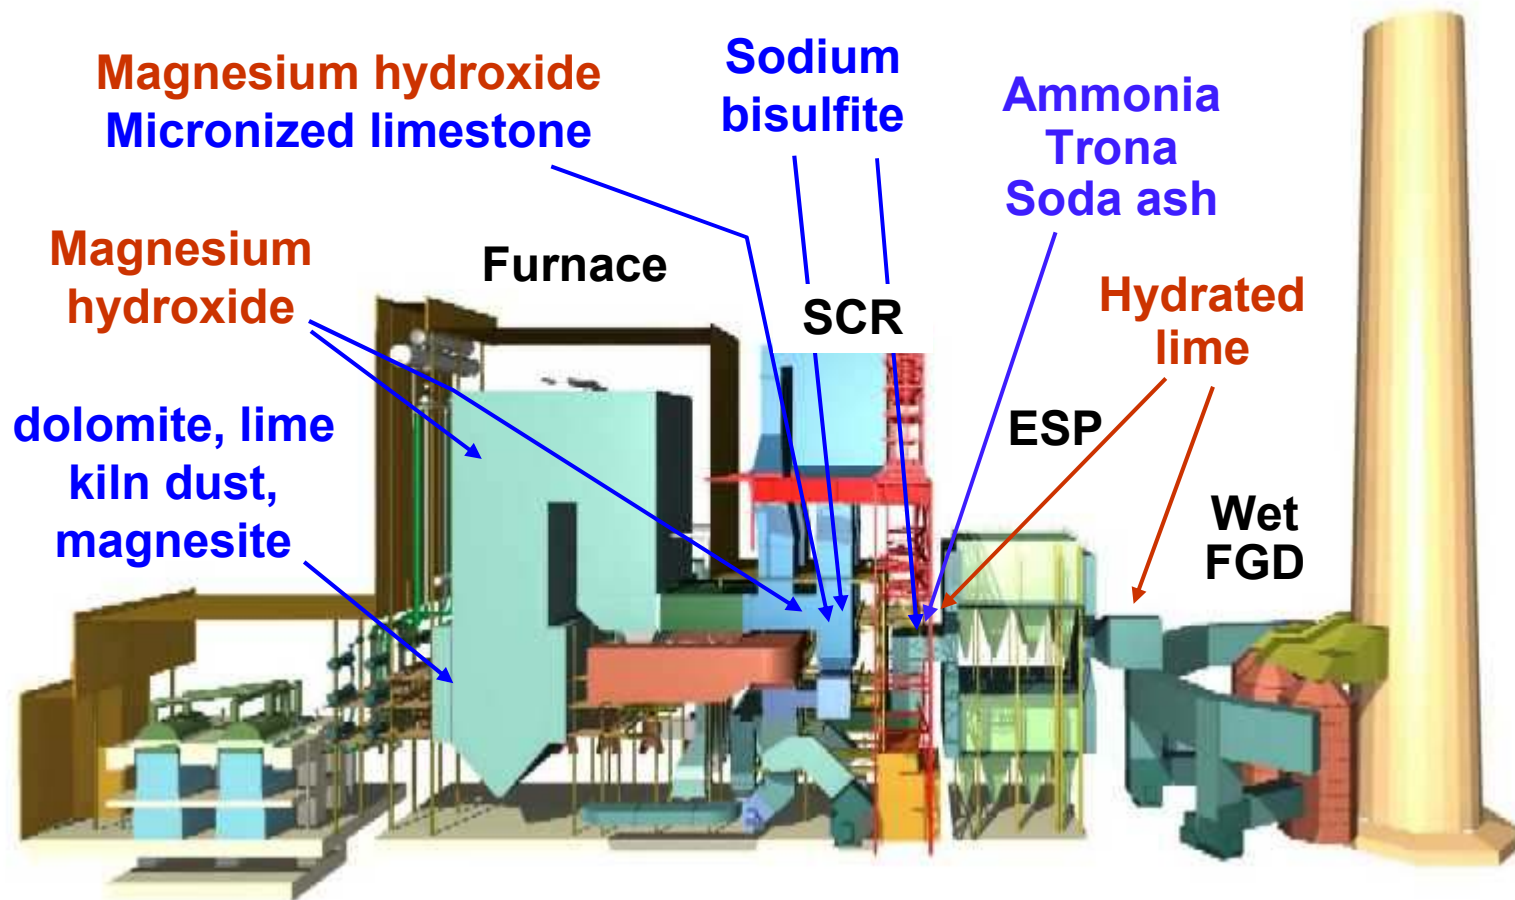 Magnesium hydroxide
Micronized limestone
Sodium
bisulfite
Ammonia
Trona
Soda ash
Magnesium
hydroxide
Furnace
SCR
Hydrated
lime
dolomite, lime
kiln dust,
magnesite
ESP
Wet
FGD